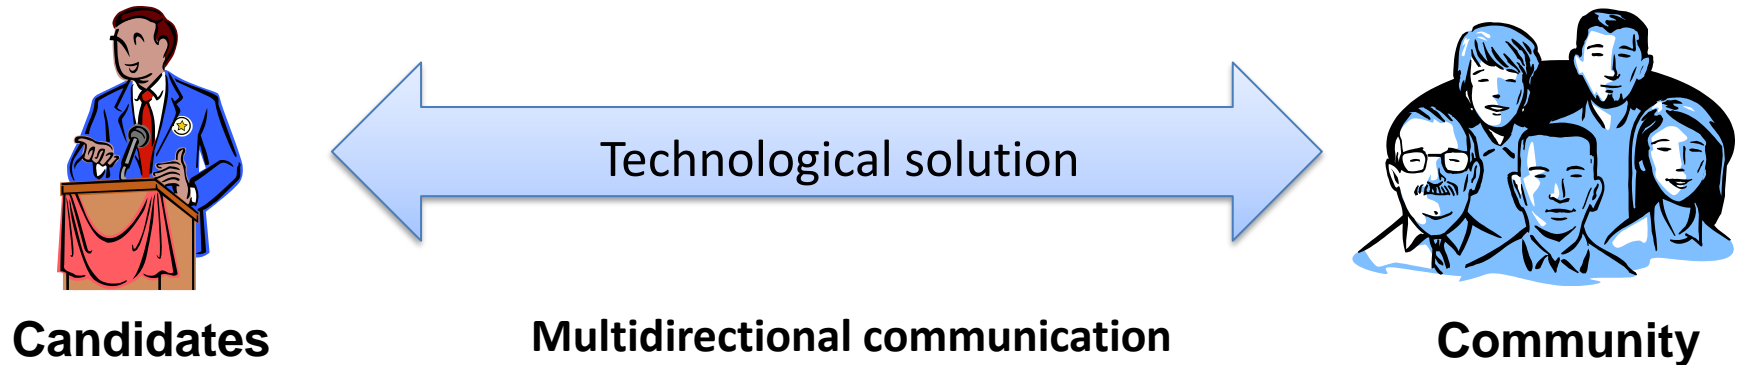 Technological solution
Candidates
Multidirectional communication
Community